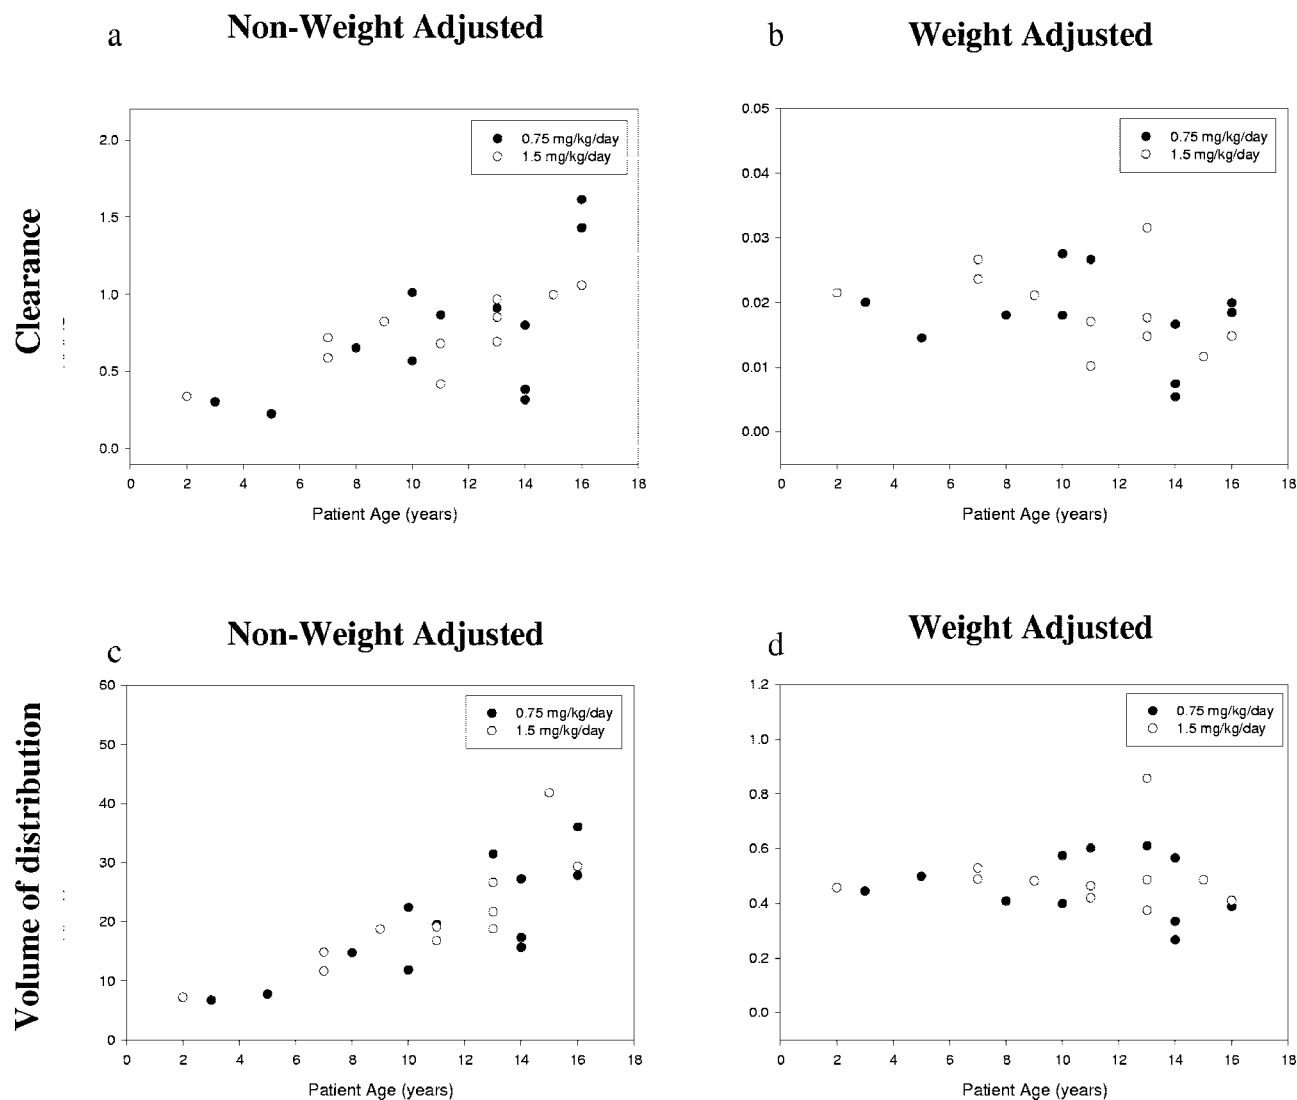 a
Non-Weight Adjusted
b
Weight Adjusted
Clearance
2.0
1.5
1.0
0.5
0.0
0.75 mg/kg/day
1.5 mg/kg/day
0 2 4 6 8 10 12 14 16 18
Patient Age (years)
0.05
0.04
0.03
0.02
0.01
0.00
0.75 mg/kg/day
1.5 mg/kg/day
0 2 4 6 8 10 12 14 16 18
Patient Age (years)
c
Non-Weight Adjusted
d
Weight Adjusted
Volume of distribution
60
50
40
30
20
10
0
0.75 mg/kg/day
1.5 mg/kg/day
0 2 4 6 8 10 12 14 16 18
Patient Age (years)
1.2
1.0
0.8
0.6
0.4
0.2
0.0
0.75 mg/kg/day
1.5 mg/kg/day
0 2 4 6 8 10 12 14 16 18
Patient Age (years)